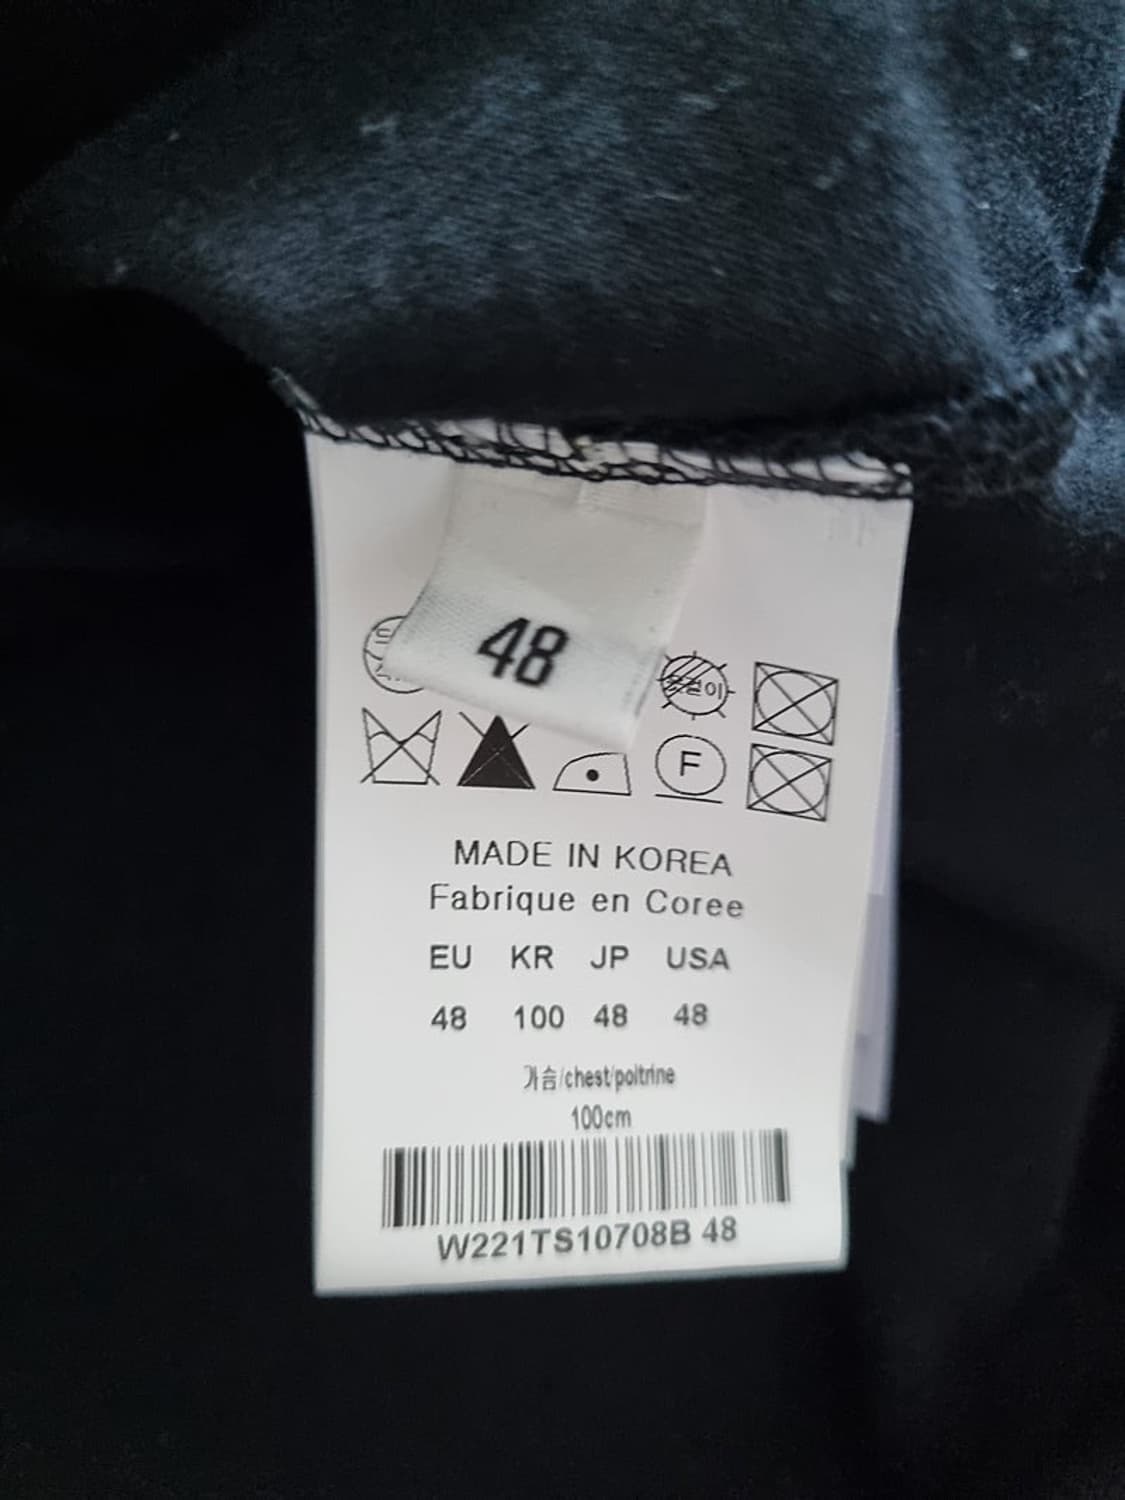 48
F
MADE IN KOREA
Fabrique en Coree
EU KR JP USA
48 100 48 48
가슴/chest/poitrine
100cm
W221TS10708B 48